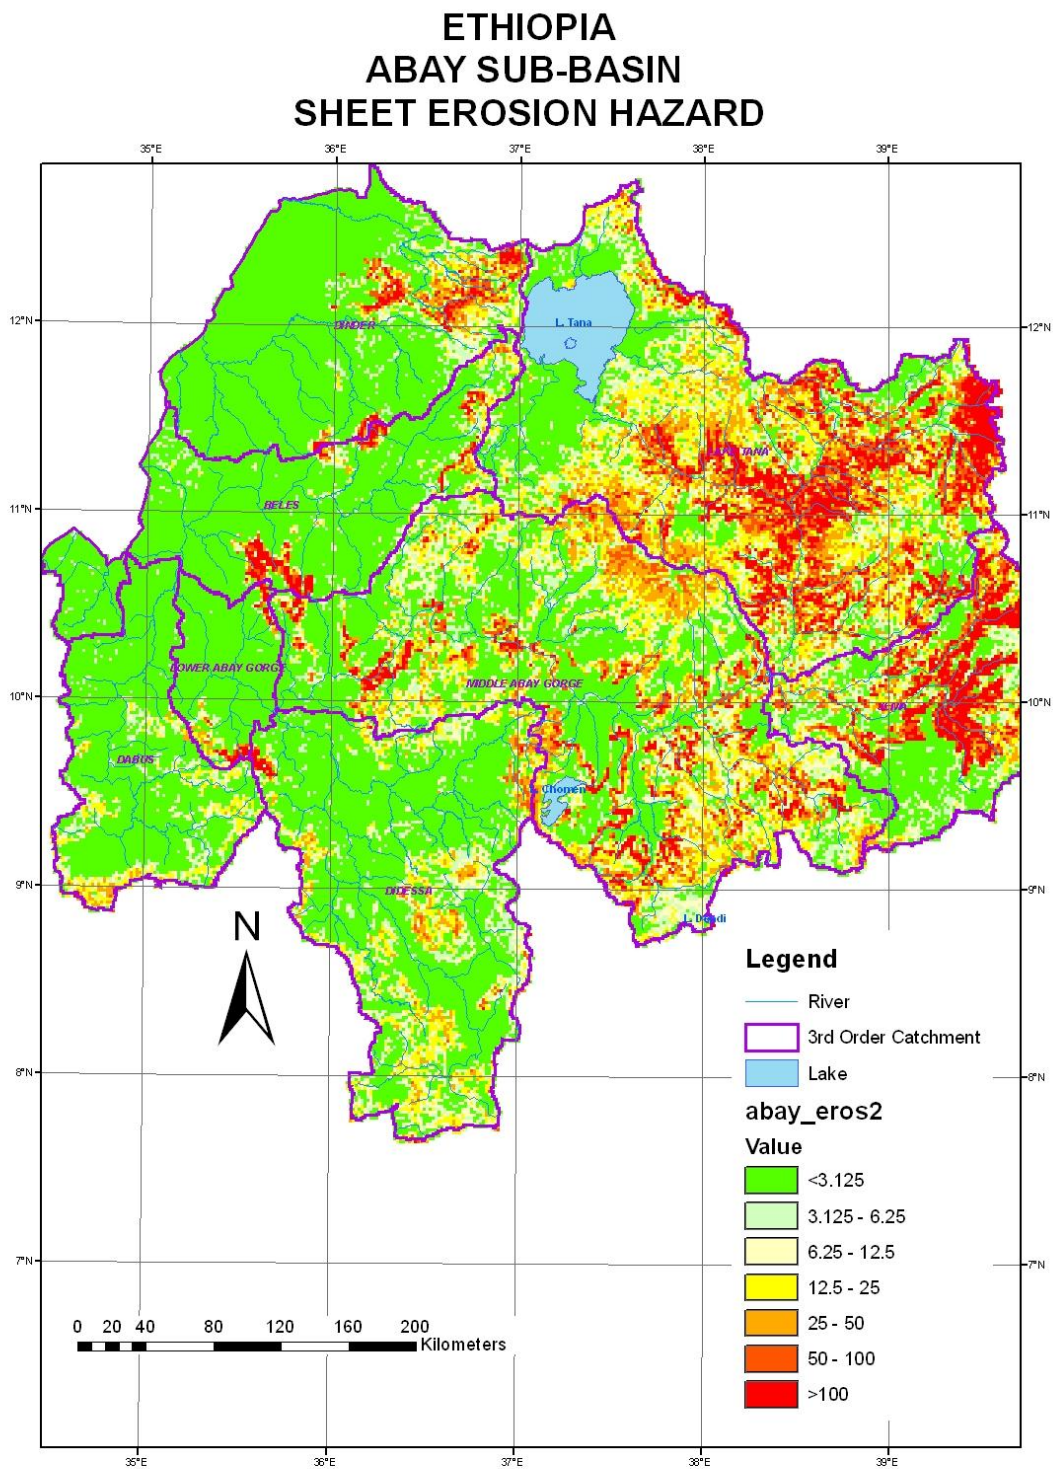 ETHIOPIA
ABAY SUB-BASIN
SHEET EROSION HAZARD
35°E
36°E
37°E
38°E
39°E
12°N
12°N
L. Tana
DINDER
TANA
BELES
11°N
11°N
LOWER ABAY GORGE
MIDDLE ABAY GORGE
10°N
10°N
DABUS
Chomen
DIDESSA
9°N
9°N
L. Dendi
N
8°N
8°N
7°N
7°N
Legend
River
3rd Order Catchment
Lake
abay_eros2
Value
<3.125
3.125 - 6.25
6.25 - 12.5
12.5 - 25
25 - 50
50 - 100
>100
0 20 40 80 120 160 200
Kilometers
35°E
36°E
37°E
38°E
39°E